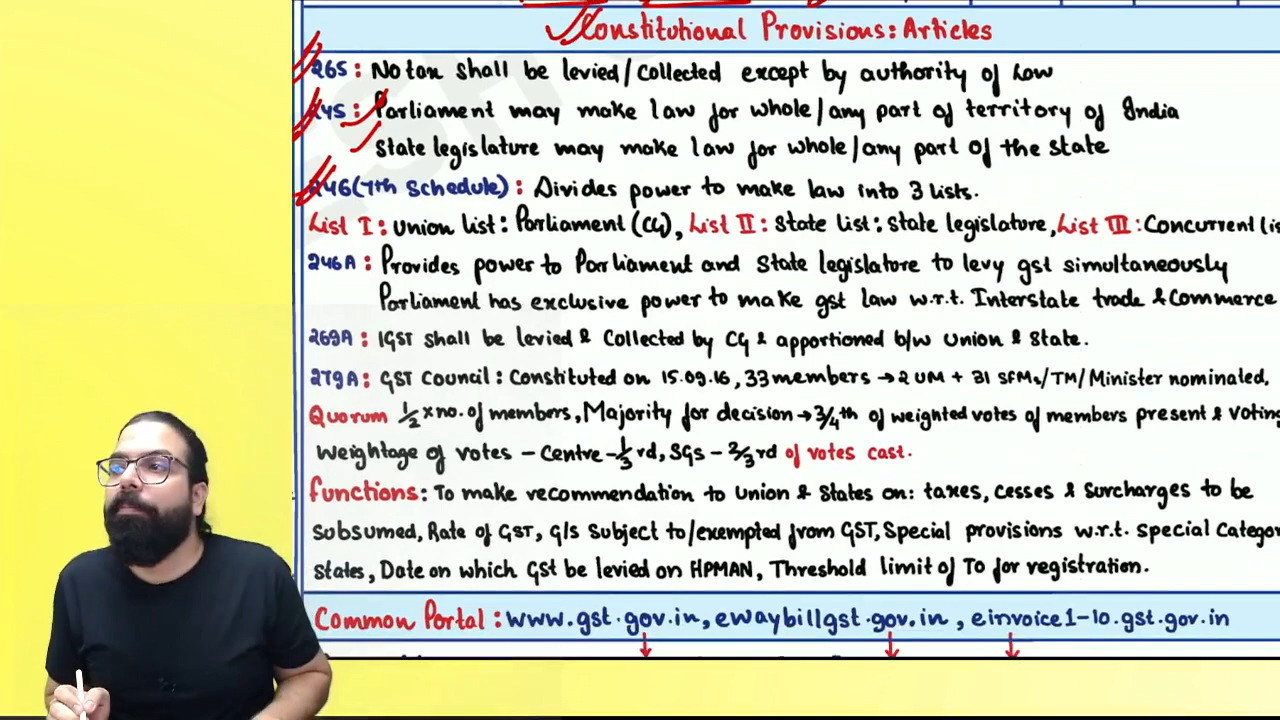 Constitutional Provisions: Articles
265: No tax shall be levied/collected except by authority of Law
245: Parliament may make law for whole/any part of territory of India
State legislature may make law for whole/any part of the state
246(7th Schedule): Divides power to make law into 3 lists.
List I: Union list: Parliament (CG), List II: State list: State legislature, List III: Concurrent
246A: Provides power to Parliament and State legislature to levy gst simultaneously
Parliament has exclusive power to make gst law w.r.t. Interstate trade & Commerce
269A: IGST shall be levied & Collected by CG & apportioned b/w Union & State.
279A: GST Council: Constituted on 15.09.16, 33 members → 2 UM + 31 SFMs/TM/Minister nominated,
Quorum 1/2 x no. of members, Majority for decision → 3/4th of weighted votes of members present & Voting
Weightage of votes - Centre - 1/3rd, SGs - 2/3rd of votes cast.
Functions: To make recommendation to Union & States on: taxes, Cesses & Surcharges to be
subsumed, Rate of GST, G/s Subject to/exempted from GST, Special provisions w.r.t. special
States, Date on which Gst be levied on HPMAN, Threshold limit of To for registration.
Common Portal: www.gst.gov.in, ewaybillgst.gov.in, einvoice1-10.gst.gov.in